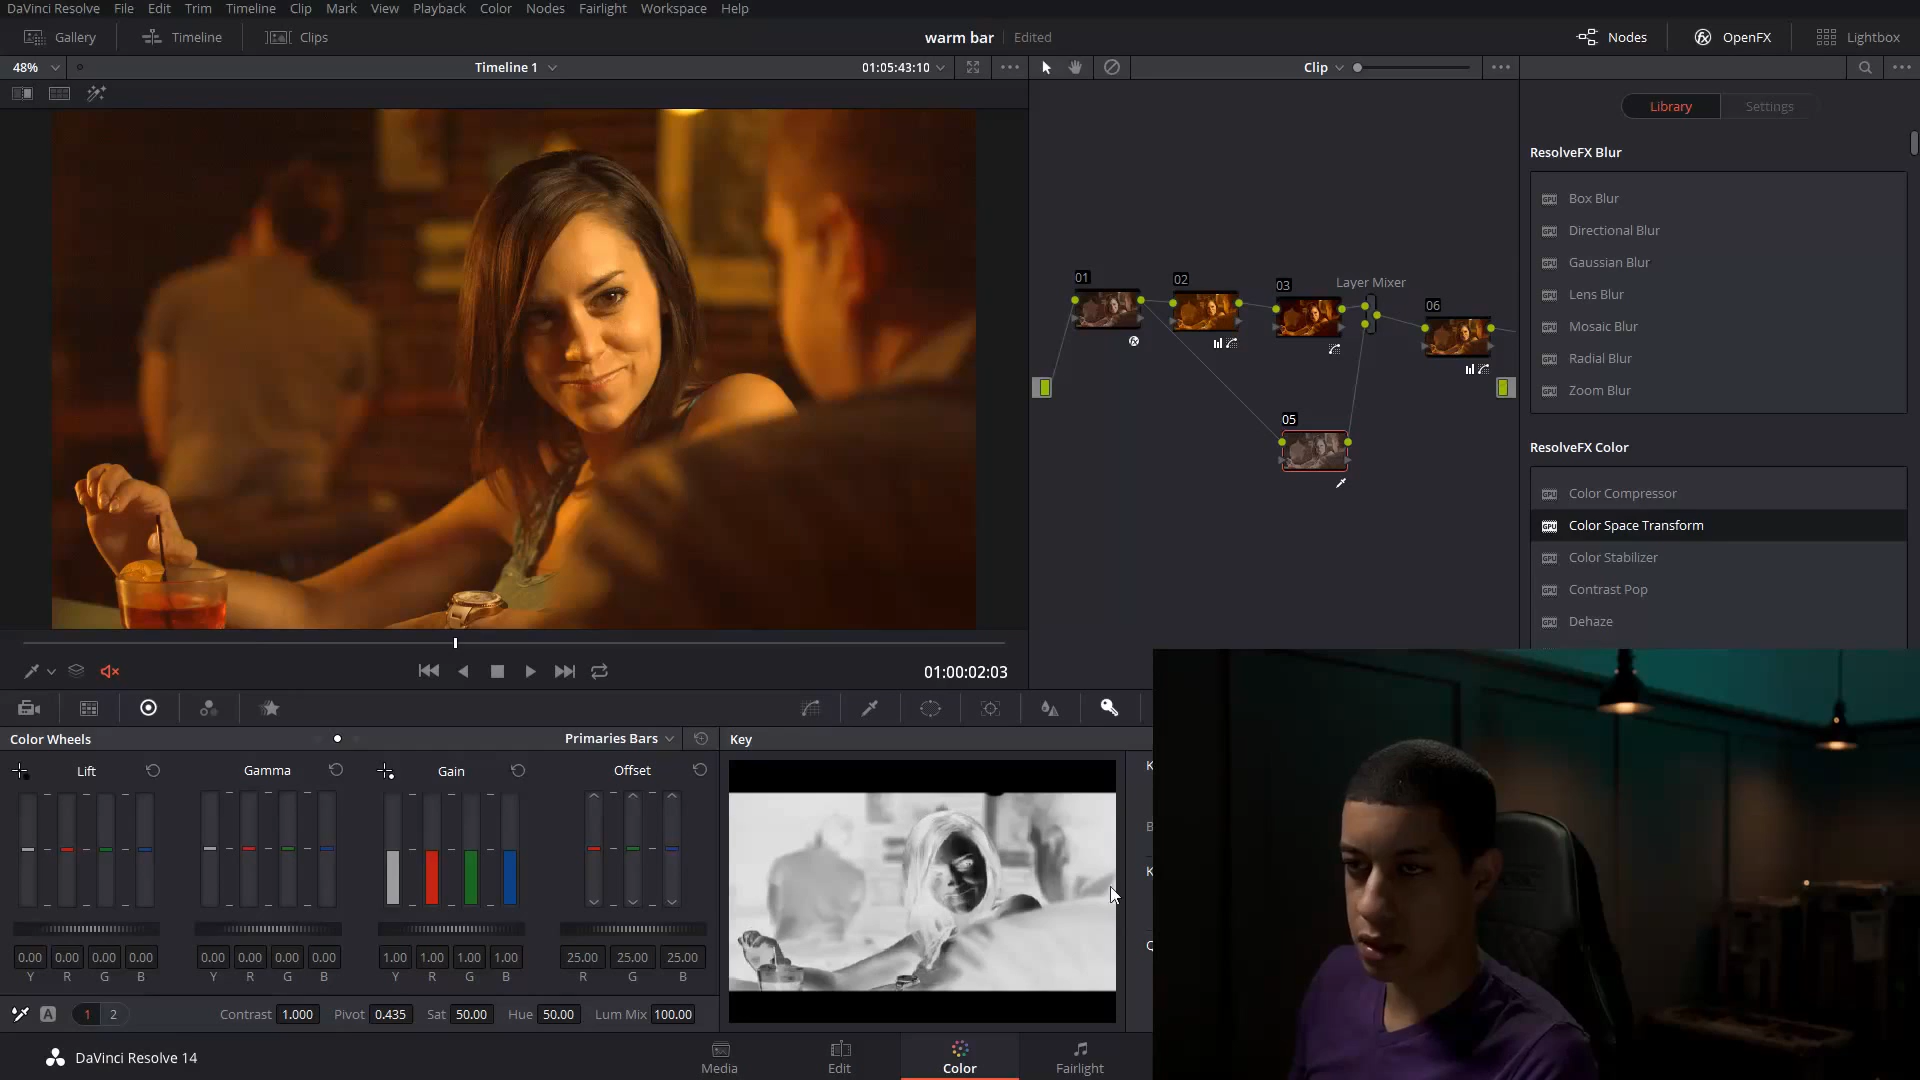 DaVinci Resolve File Edit Trim Timeline Clip Mark View Playback Color Nodes Fairlight Workspace Help
Gallery Timeline Clips warm bar Edited Nodes OpenFX Lightbox
48% Timeline 1 01:05:43:10 Clip
Library Settings
ResolveFX Blur
Box Blur
Directional Blur
Gaussian Blur
Lens Blur
Mosaic Blur
Radial Blur
Zoom Blur
01 02 03 Layer Mixer 06
05
ResolveFX Color
Color Compressor
Color Space Transform
Color Stabilizer
Contrast Pop
Dehaze
01:00:02:03
Color Wheels Primaries Bars Key
Lift Gamma Gain Offset
0.00 0.00 0.00 0.00 0.00 0.00 0.00 0.00 1.00 1.00 1.00 1.00 25.00 25.00 25.00
Y R G B Y R G B Y R G B R G B
A 1 2 Contrast 1.000 Pivot 0.435 Sat 50.00 Hue 50.00 Lum Mix 100.00
DaVinci Resolve 14 Media Edit Color Fairlight